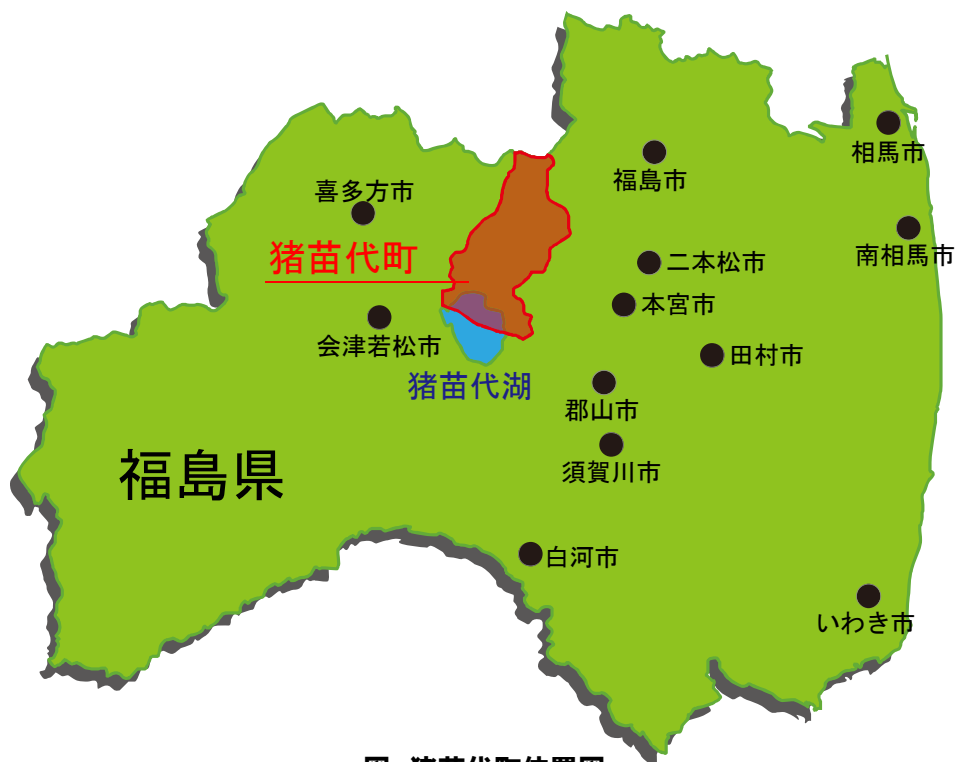 相馬市
福島市
喜多方市
南相馬市
猪苗代町
二本松市
本宮市
会津若松市
田村市
猪苗代湖
郡山市
須賀川市
福島県
白河市
いわき市